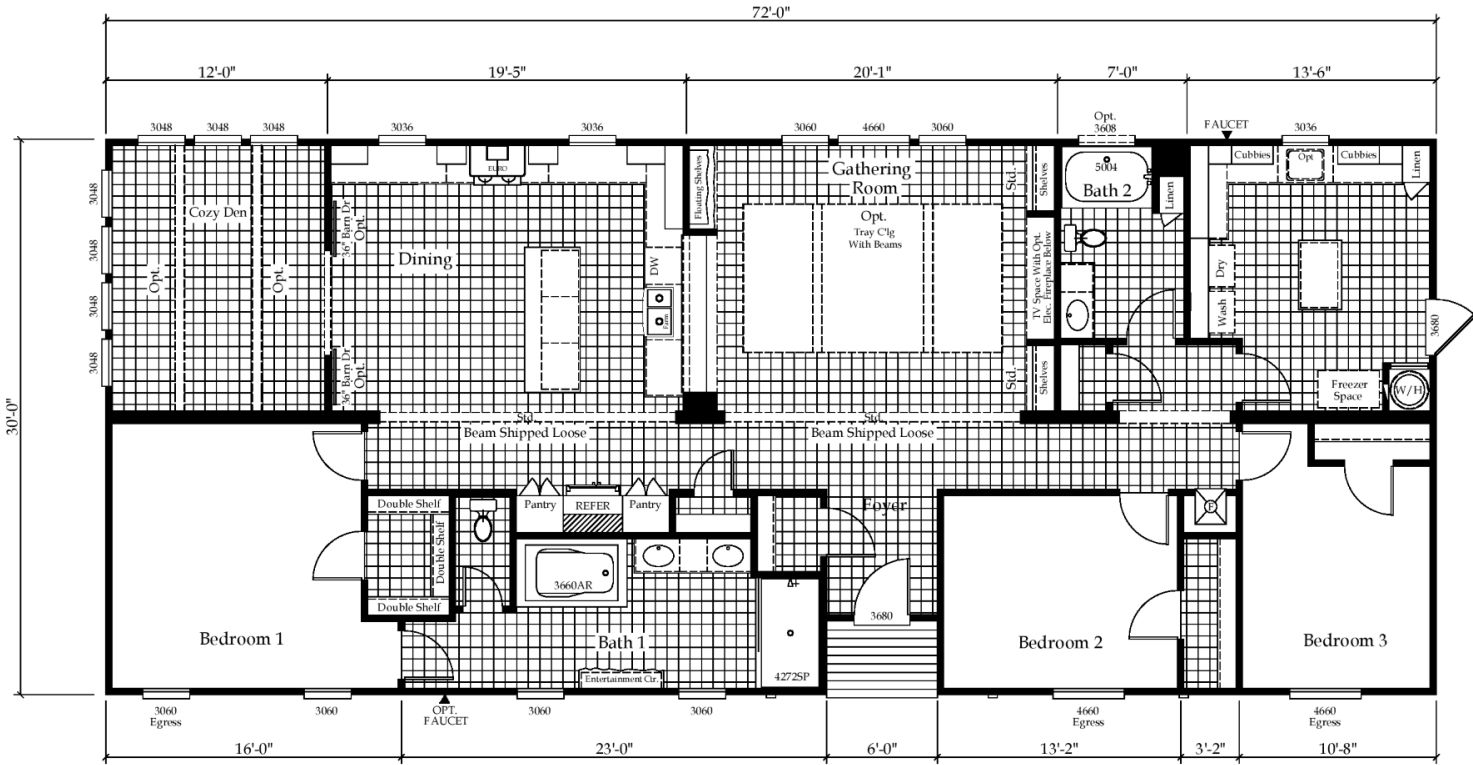 72'-0"
12'-0"
19'-5"
20'-1"
7'-0"
13'-6"
3048
3048
3048
3036
3036
3060
4660
3060
Opt.
3608
FAUCET
3036
EURO
Floating Shelves
Gathering
Room
Std.
Shelves
5004
Bath 2
Linen
Cubbies
Opt
Cubbies
Linen
3048
3048
3048
3048
Cozy Den
Opt.
Opt.
36" Barn Dr
Opt.
36" Barn Dr
Opt.
Dining
DW
Farm
Opt.
Tray C'lg
With Beams
TV Space With Opt.
Elec. Fireplace Below
Std.
Shelves
Dry
Wash
3680
Freezer
Space
W/H
30'-0"
Std.
Beam Shipped Loose
Std.
Beam Shipped Loose
Double Shelf
Double Shelf
Double Shelf
Pantry
REFER
Pantry
Foyer
F
3660AR
Bedroom 1
Bath 1
3680
Bedroom 2
Bedroom 3
Entertainment Ctr.
4272SP
3060
Egress
3060
OPT.
FAUCET
3060
3060
4660
Egress
4660
Egress
16'-0"
23'-0"
6'-0"
13'-2"
3'-2"
10'-8"